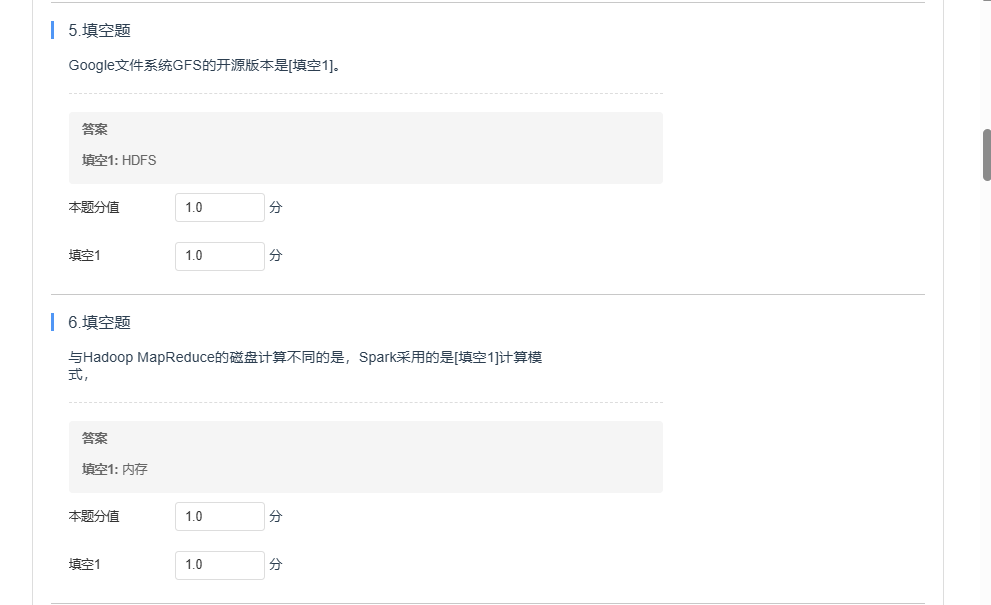 5.填空题
Google文件系统GFS的开源版本是[填空1]。
答案
填空1: HDFS
本题分值 1.0 分
填空1 1.0 分
6.填空题
与Hadoop MapReduce的磁盘计算不同的是，Spark采用的是[填空1]计算模
式，
答案
填空1: 内存
本题分值 1.0 分
填空1 1.0 分